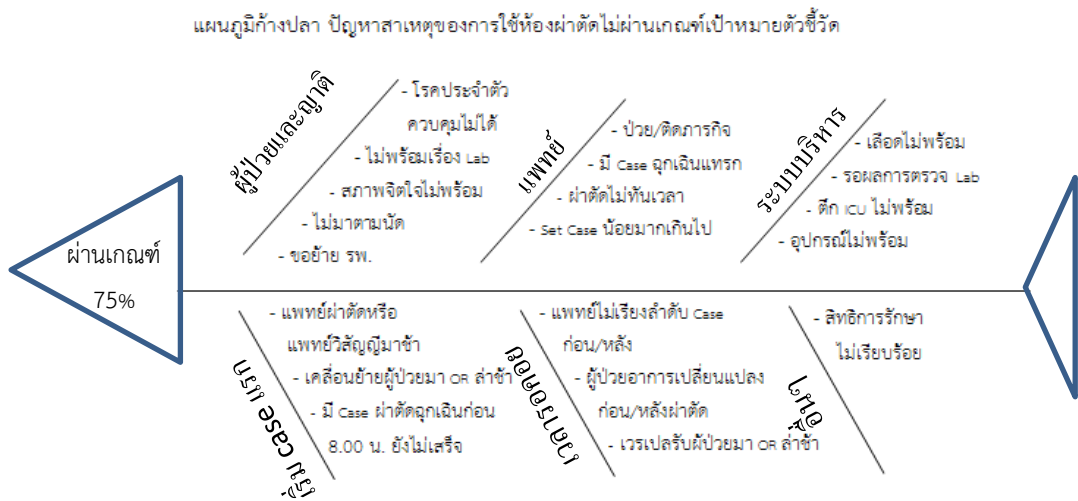 แผนภูมิก้างปลา ปัญหาสาเหตุของการใช้ห้องผ่าตัดไม่ผ่านเกณฑ์เป้าหมายตัวชี้วัด
ผู้ป่วยและญาติ
- โรคประจำตัว
ควบคุมไม่ได้
- ไม่พร้อมเรื่อง Lab
- สภาพจิตใจไม่พร้อม
- ไม่มาตามนัด
- ขอย้าย รพ.
แพทย์
- ป่วย/ติดภารกิจ
- มี Case ฉุกเฉินแทรก
- ผ่าตัดไม่ทันเวลา
- Set Case น้อยมากเกินไป
ระบบบริหาร
- เลือดไม่พร้อม
- รอผลการตรวจ Lab
- ตึก ICU ไม่พร้อม
- อุปกรณ์ไม่พร้อม
ผ่านเกณฑ์
75%
เริ่ม case แรก
- แพทย์ผ่าตัดหรือ
แพทย์วิสัญญีมาช้า
- เคลื่อนย้ายผู้ป่วยมา OR ล่าช้า
- มี Case ผ่าตัดฉุกเฉินก่อน
8.00 น. ยังไม่เสร็จ
เวลารอคอย
- แพทย์ไม่เรียงลำดับ Case
ก่อน/หลัง
- ผู้ป่วยอาการเปลี่ยนแปลง
ก่อน/หลังผ่าตัด
- เวรเปลรับผู้ป่วยมา OR ล่าช้า
อื่นๆ
- สิทธิการรักษา
ไม่เรียบร้อย